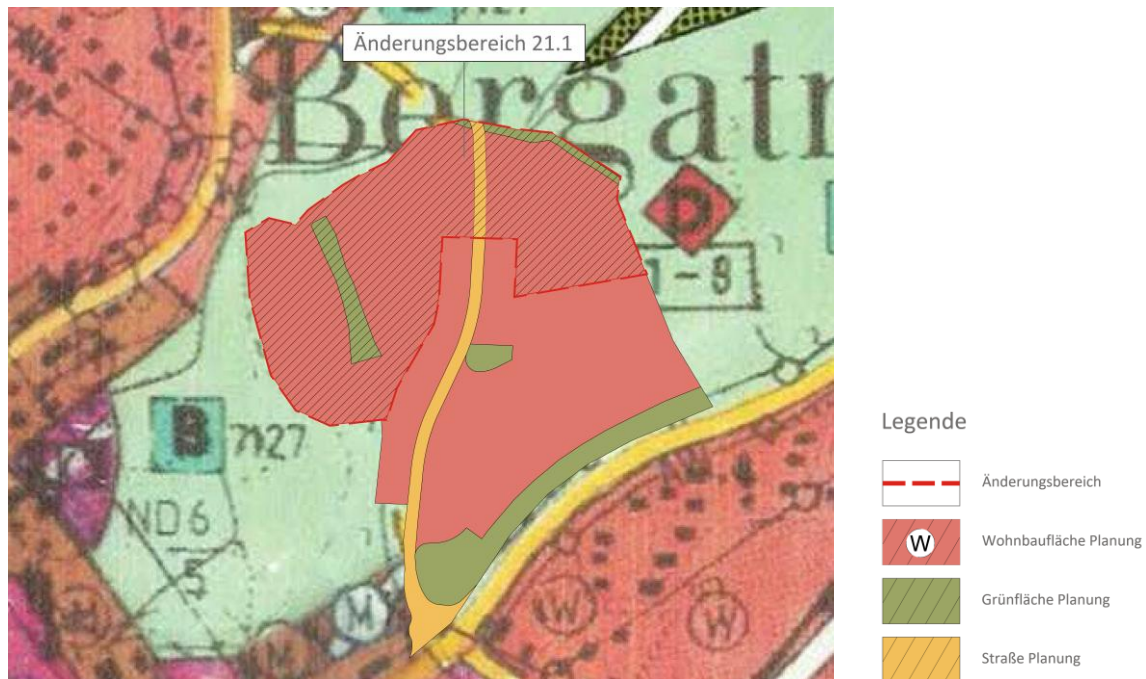 Änderungsbereich 21.1
Bergatr
1-8
B
7127
ND 6
5
M
W
W
Legende
Änderungsbereich
W
Wohnbaufläche Planung
Grünfläche Planung
Straße Planung